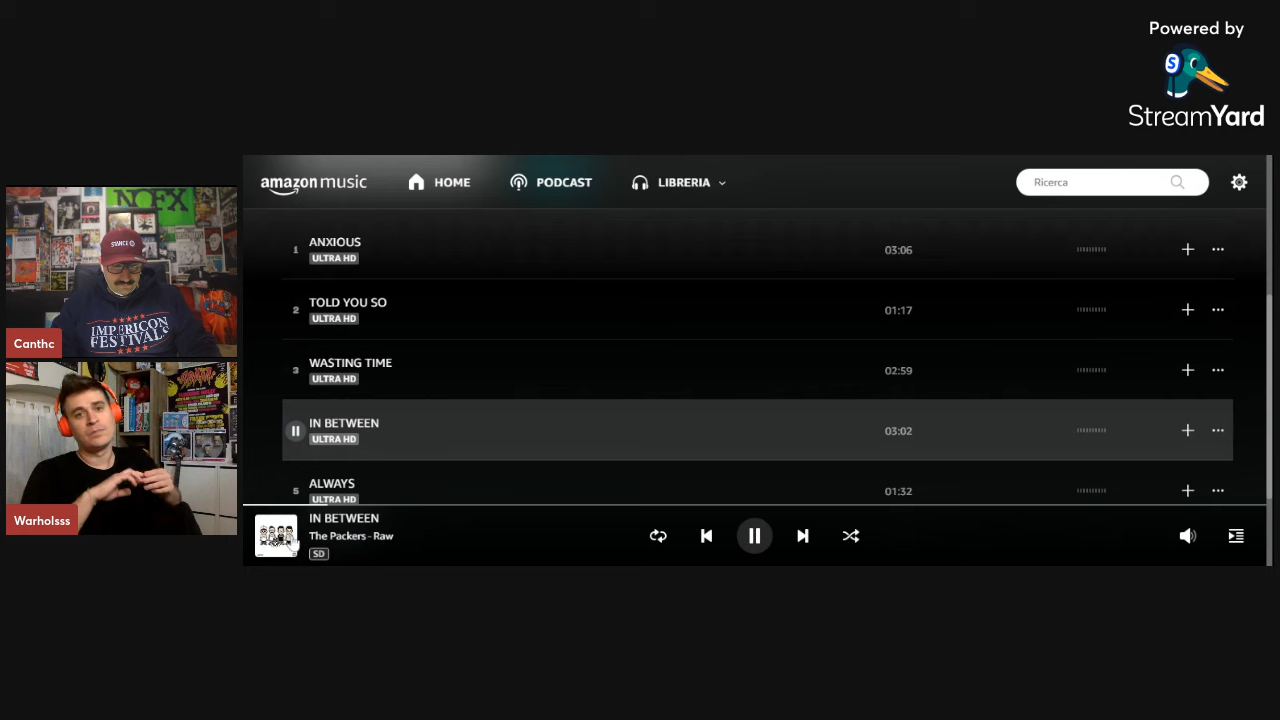 Powered by
StreamYard
amazon music
HOME
PODCAST
LIBRERIA
Ricerca
1
ANXIOUS
ULTRA HD
03:06
2
TOLD YOU SO
ULTRA HD
01:17
3
WASTING TIME
ULTRA HD
02:59
IN BETWEEN
ULTRA HD
03:02
5
ALWAYS
ULTRA HD
01:32
IN BETWEEN
The Packers - Raw
SD
NOFX
STANCE
IMPERICON
FESTIVALS
Canthc
Warholsss